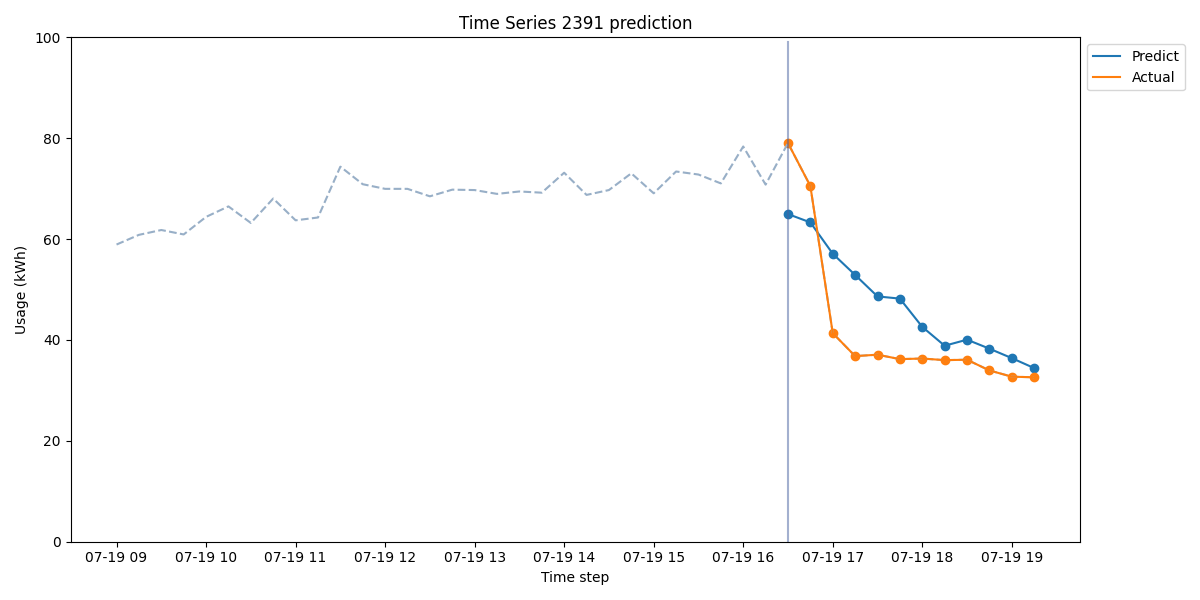 Time Series 2391 prediction
Predict
Actual
Usage (kWh)
100
80
60
40
20
0
07-19 09 07-19 10 07-19 11 07-19 12 07-19 13 07-19 14 07-19 15 07-19 16 07-19 17 07-19 18 07-19 19
Time step